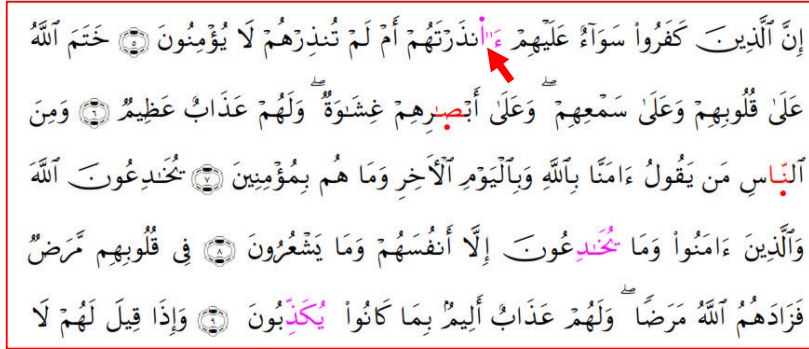 إِنَّ ٱلَّذِينَ كَفَرُوا۟ سَوَآءٌ عَلَيْهِمْ ءَا۬نذَرْتَهُمْ أَمْ لَمْ تُنذِرْهُمْ لَا يُؤْمِنُونَ ٥ خَتَمَ ٱللَّهُ
عَلَىٰ قُلُوبِهِمْ وَعَلَىٰ سَمْعِهِمْ ۖ وَعَلَىٰ أَبْصَٰرِهِمْ غِشَٰوَةٌ ۖ وَلَهُمْ عَذَابٌ عَظِيمٌ ٦ وَمِنَ
ٱلنَّاسِ مَن يَقُولُ ءَامَنَّا بِٱللَّهِ وَبِٱلْيَوْمِ ٱلْأَخِرِ وَمَا هُم بِمُؤْمِنِينَ ٧ يُخَٰدِعُونَ ٱللَّهَ
وَٱلَّذِينَ ءَامَنُوا۟ وَمَا يُخَٰدِعُونَ إِلَّا أَنفُسَهُمْ وَمَا يَشْعُرُونَ ٨ فِى قُلُوبِهِم مَّرَضٌ
فَزَادَهُمُ ٱللَّهُ مَرَضًا ۖ وَلَهُمْ عَذَابٌ أَلِيمٌۢ بِمَا كَانُوا۟ يُكَذِّبُونَ ٩ وَإِذَا قِيلَ لَهُمْ لَا